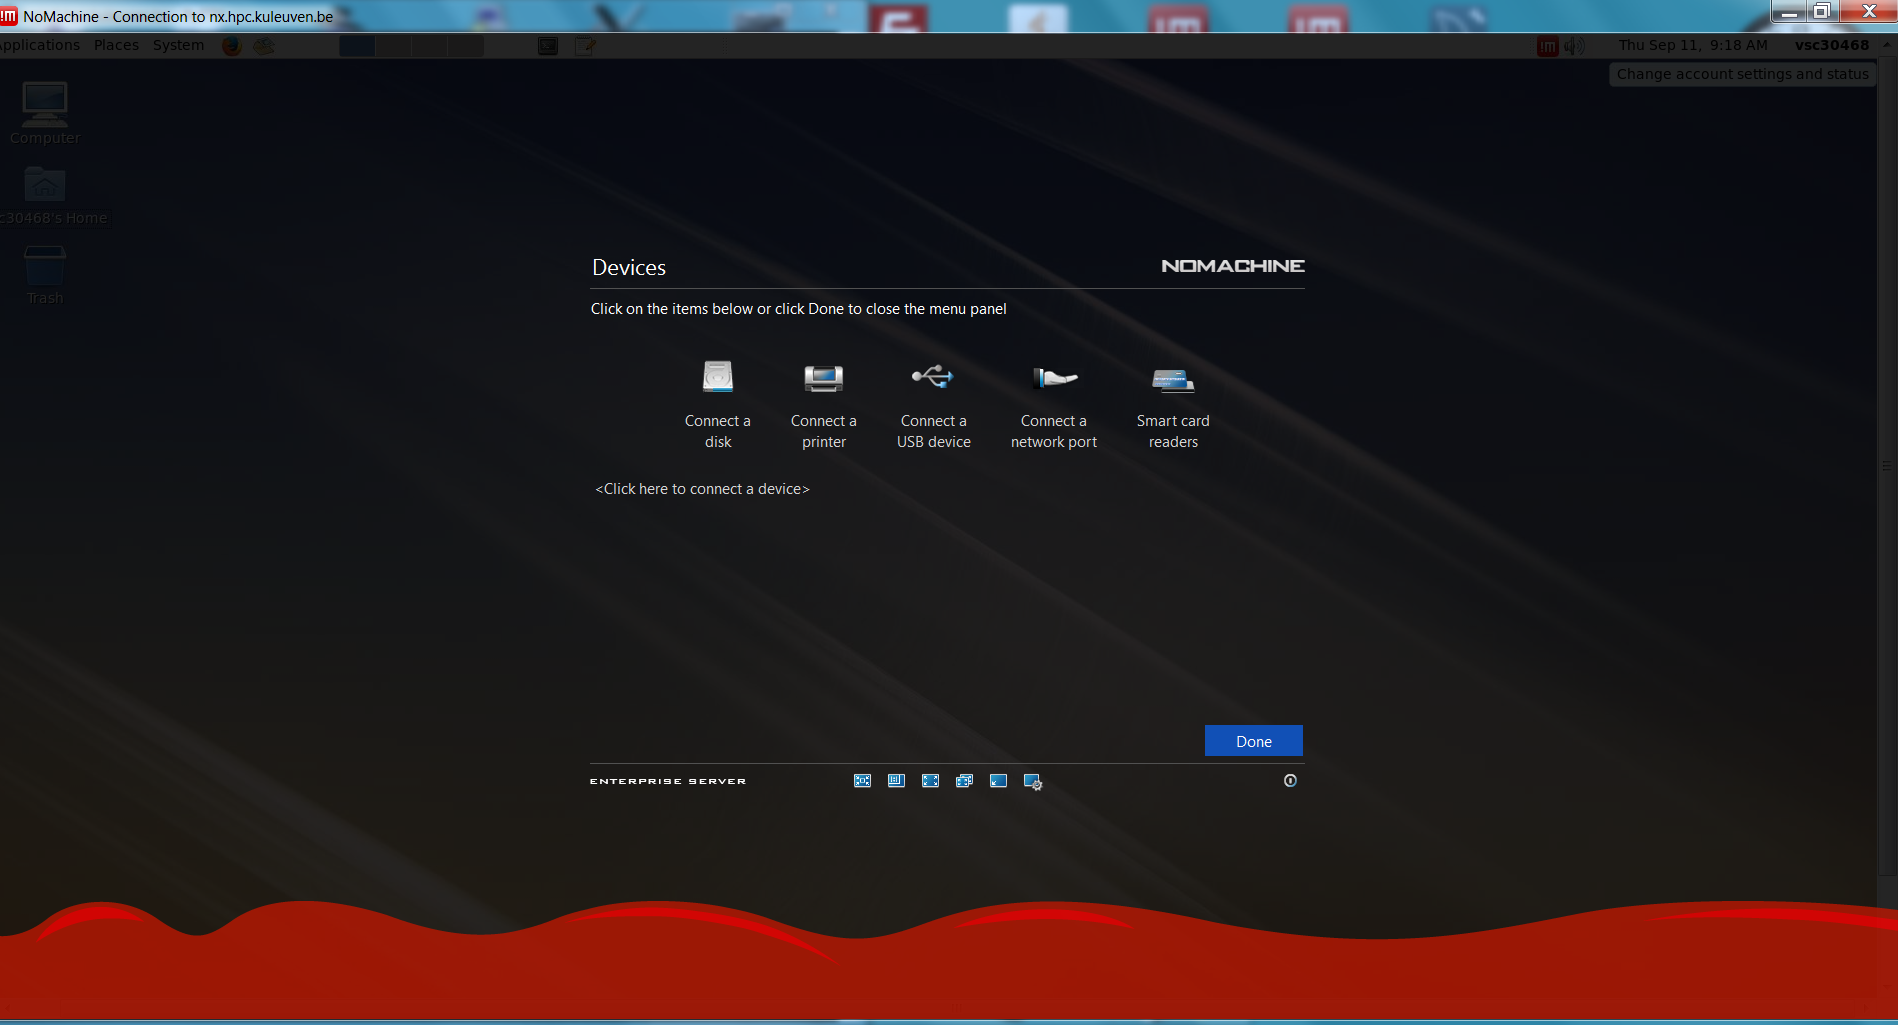 NoMachine - Connection to nx.hpc.kuleuven.be
Applications Places System
Thu Sep 11, 9:18 AM vsc30468
Change account settings and status
Computer
c30468's Home
Trash
Devices
NOMACHINE
Click on the items below or click Done to close the menu panel
Connect a
disk
Connect a
printer
Connect a
USB device
Connect a
network port
Smart card
readers
<Click here to connect a device>
Done
ENTERPRISE SERVER